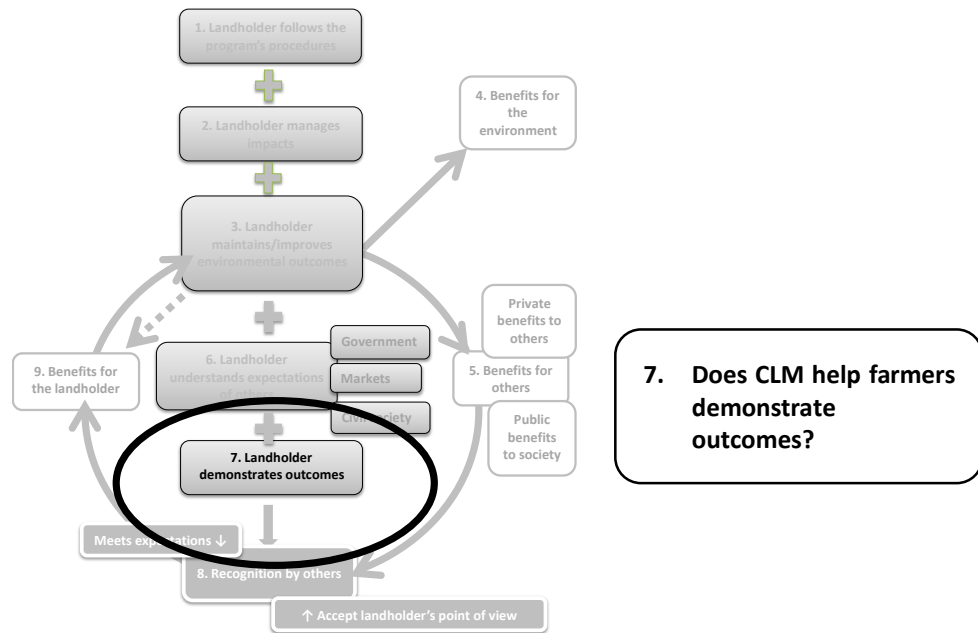 1. Landholder follows the
program's procedures
2. Landholder manages
impacts
4. Benefits for
the
environment
3. Landholder
maintains/improves
environmental outcomes
Private
benefits to
others
Government
6. Landholder
understands expectations
Markets
5. Benefits for
others
9. Benefits for
the landholder
Civil society
Public
benefits
to society
7. Landholder
demonstrates outcomes
Meets expectations ↓
8. Recognition by others
↑ Accept landholder's point of view
7. Does CLM help farmers
demonstrate
outcomes?